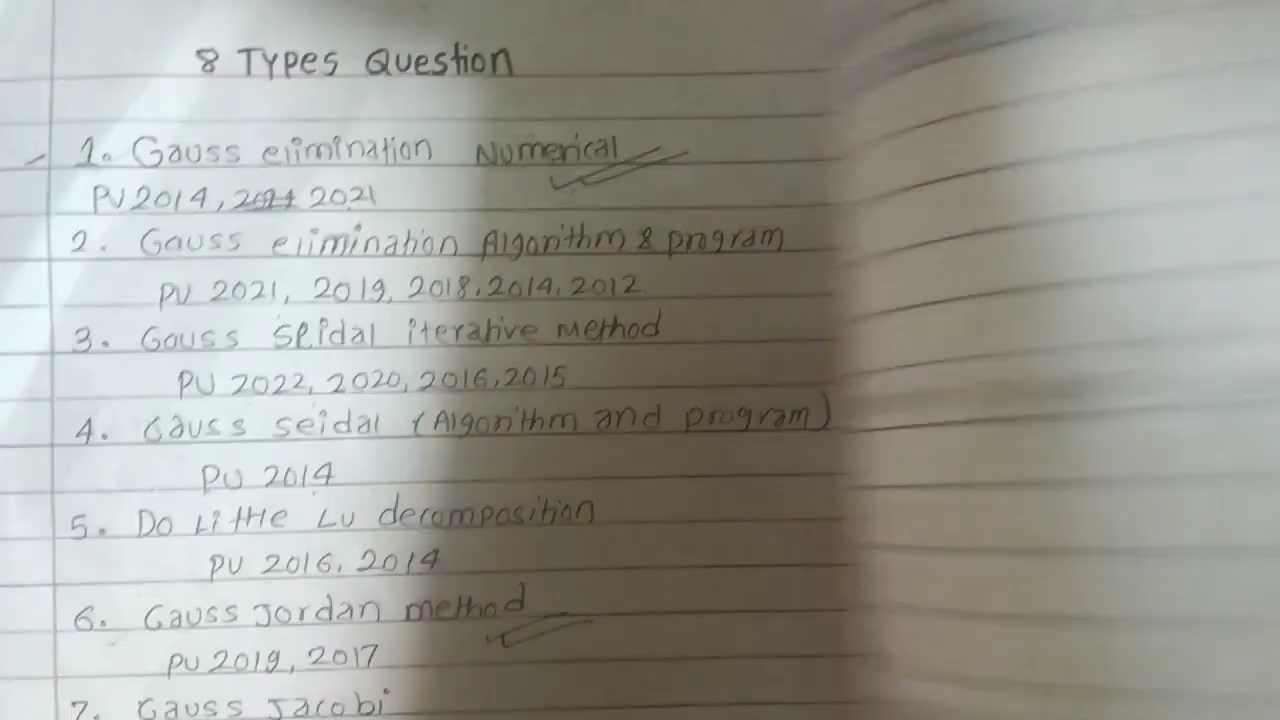 8 Types Question
1. Gauss elimination Numerical
PU 2014, 2021 2021
2. Gauss elimination Algorithm & program
PU 2021, 2019, 2018, 2014, 2012
3. Gauss Seidal iterative method
PU 2022, 2020, 2016, 2015
4. Gauss seidal (Algorithm and program)
PU 2014
5. Do Little LU decomposition
PU 2016, 2014
6. Gauss Jordan method
PU 2019, 2017
7. Gauss Jacobi